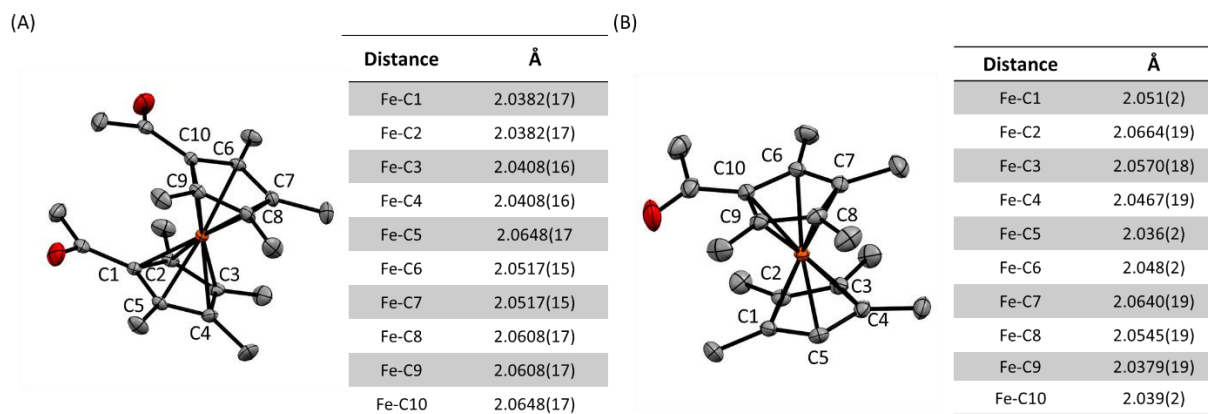 (A)
(B)
Distance Å
Fe-C1 2.0382(17)
Fe-C2 2.0382(17)
Fe-C3 2.0408(16)
Fe-C4 2.0408(16)
Fe-C5 2.0648(17
Fe-C6 2.0517(15)
Fe-C7 2.0517(15)
Fe-C8 2.0608(17)
Fe-C9 2.0608(17)
Fe-C10 2.0648(17)
C10
C6
C9
C7
C8
C1
C2
C3
C5
C4
Distance Å
Fe-C1 2.051(2)
Fe-C2 2.0664(19)
Fe-C3 2.0570(18)
Fe-C4 2.0467(19)
Fe-C5 2.036(2)
Fe-C6 2.048(2)
Fe-C7 2.0640(19)
Fe-C8 2.0545(19)
Fe-C9 2.0379(19)
Fe-C10 2.039(2)
C6
C7
C10
C9
C8
C2
C3
C1
C4
C5